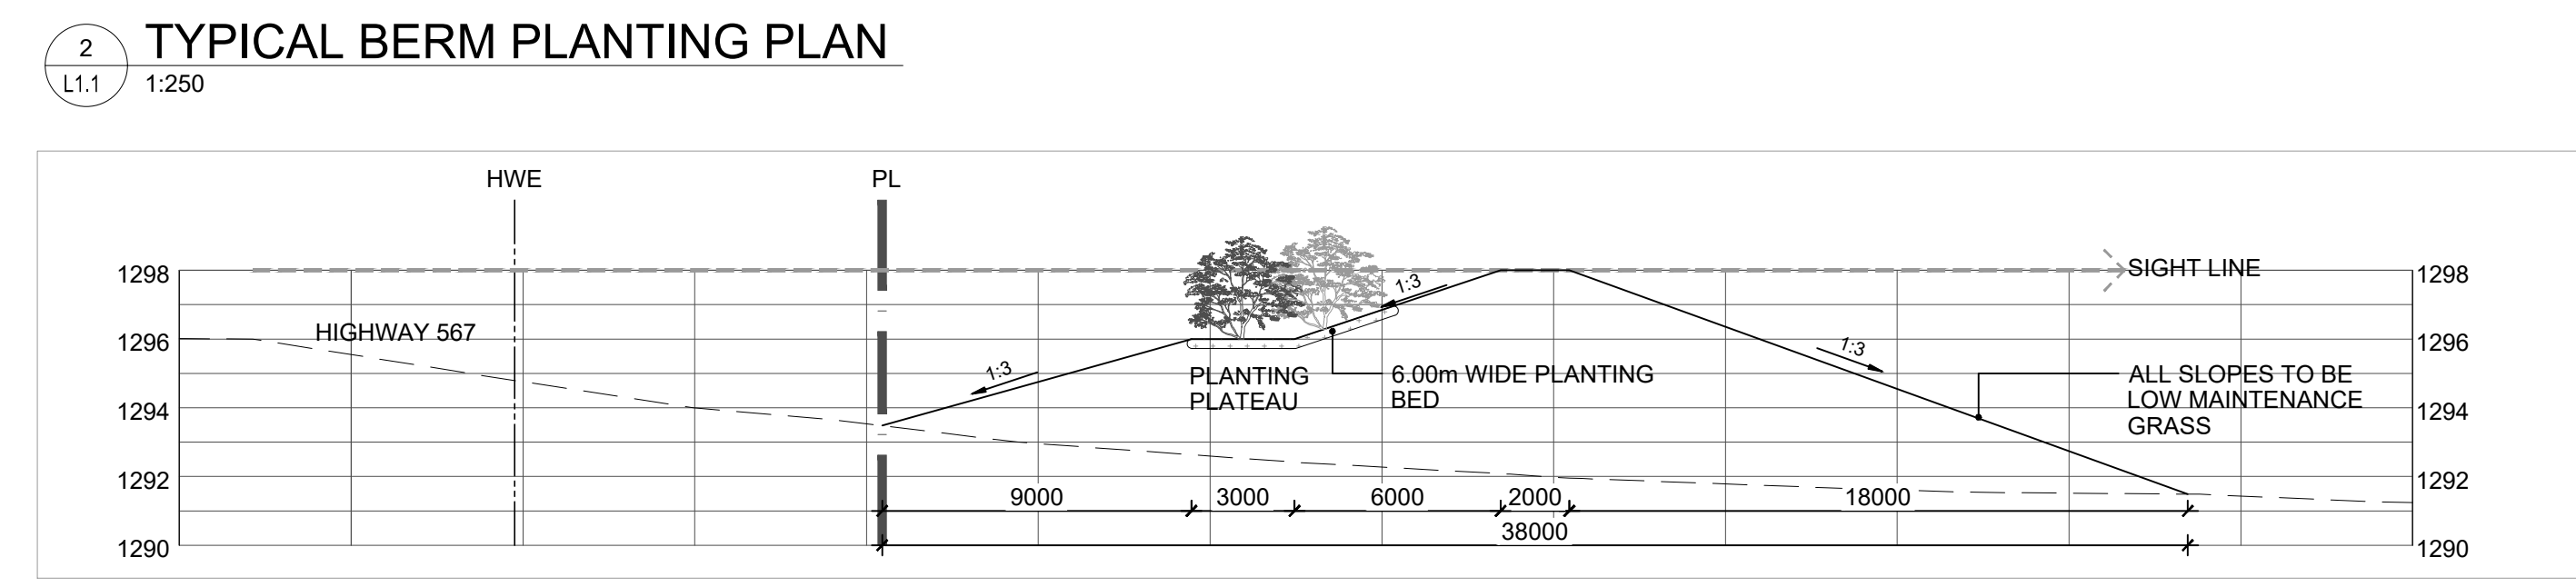 2
L1.1
TYPICAL BERM PLANTING PLAN
1:250
HWE
PL
1298
1296
1294
1292
1290
HIGHWAY 567
1:3
PLANTING
PLATEAU
1:3
6.00m WIDE PLANTING
BED
1:3
SIGHT LINE
ALL SLOPES TO BE
LOW MAINTENANCE
GRASS
1298
1296
1294
1292
1290
9000
3000
6000
2000
18000
38000